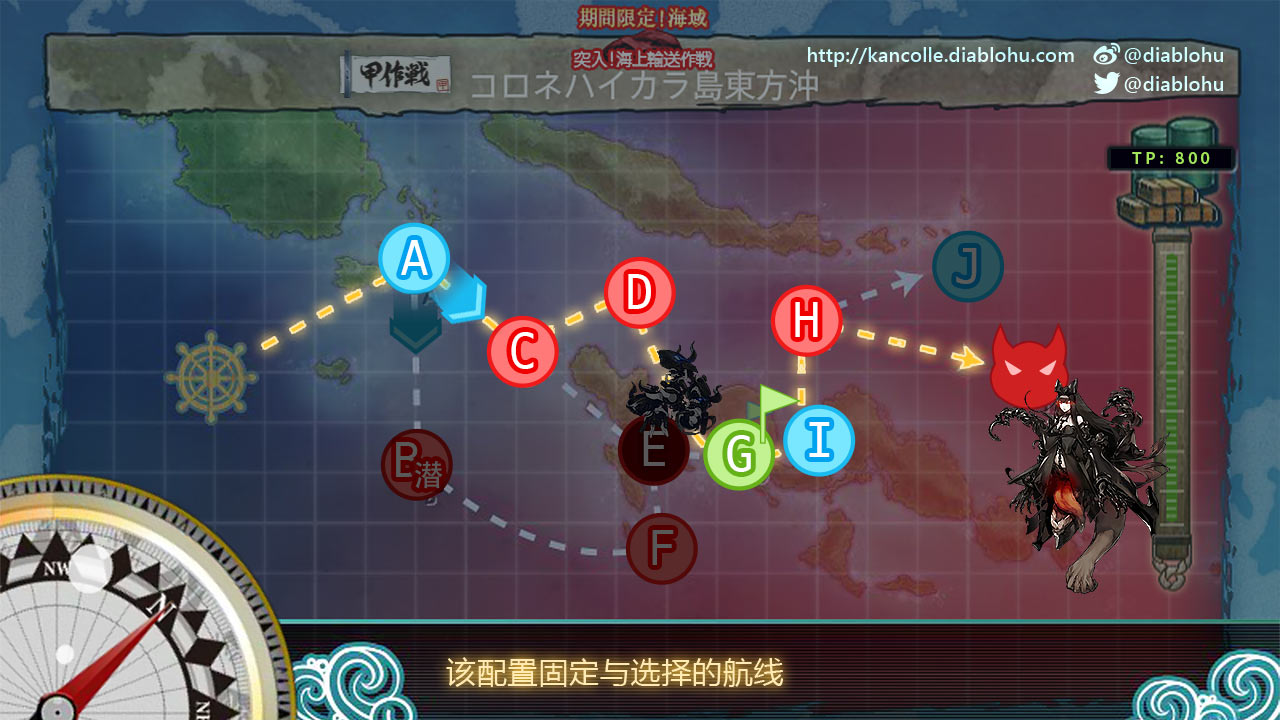 期間限定!海域
突入!海上輸送作戦
甲作戦
コロネハイカラ島東方沖
http://kancolle.diablohu.com
@diablohu
@diablohu
TP: 800
A
J
D
H
C
I
G
E
B
潜
F
NW
N
该配置固定与选择的航线